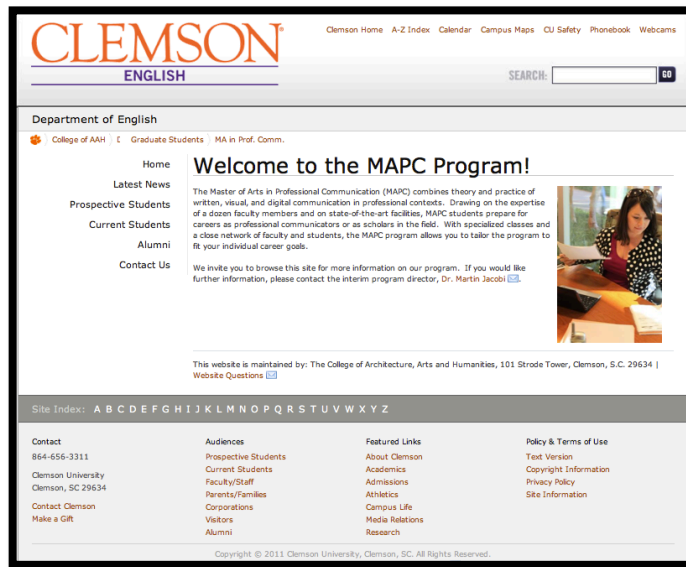 CLEMSON
ENGLISH
Clemson Home A-Z Index Calendar Campus Maps CU Safety Phonebook Webcams
SEARCH: GO
Department of English
College of AAH Graduate Students MA in Prof. Comm.
Home
Latest News
Prospective Students
Current Students
Alumni
Contact Us
Welcome to the MAPC Program!
The Master of Arts in Professional Communication (MAPC) combines theory and practice of
written, visual, and digital communication in professional contexts. Drawing on the expertise
of a dozen faculty members and on state-of-the-art facilities, MAPC students prepare for
careers as professional communicators or as scholars in the field. With specialized classes and
a close network of faculty and students, the MAPC program allows you to tailor the program to
fit your individual career goals.
We invite you to browse this site for more information on our program. If you would like
further information, please contact the interim program director, Dr. Martin Jacobi.
This website is maintained by: The College of Architecture, Arts and Humanities, 101 Strode Tower, Clemson, S.C. 29634 |
Website Questions
Site Index: A B C D E F G H I J K L M N O P Q R S T U V W X Y Z
Contact
864-656-3311
Clemson University
Clemson, SC 29634
Contact Clemson
Make a Gift
Audiences
Prospective Students
Current Students
Faculty/Staff
Parents/Families
Corporations
Visitors
Alumni
Featured Links
About Clemson
Academics
Admissions
Athletics
Campus Life
Media Relations
Research
Policy & Terms of Use
Text Version
Copyright Information
Privacy Policy
Site Information
Copyright © 2011 Clemson University, Clemson, SC. All Rights Reserved.